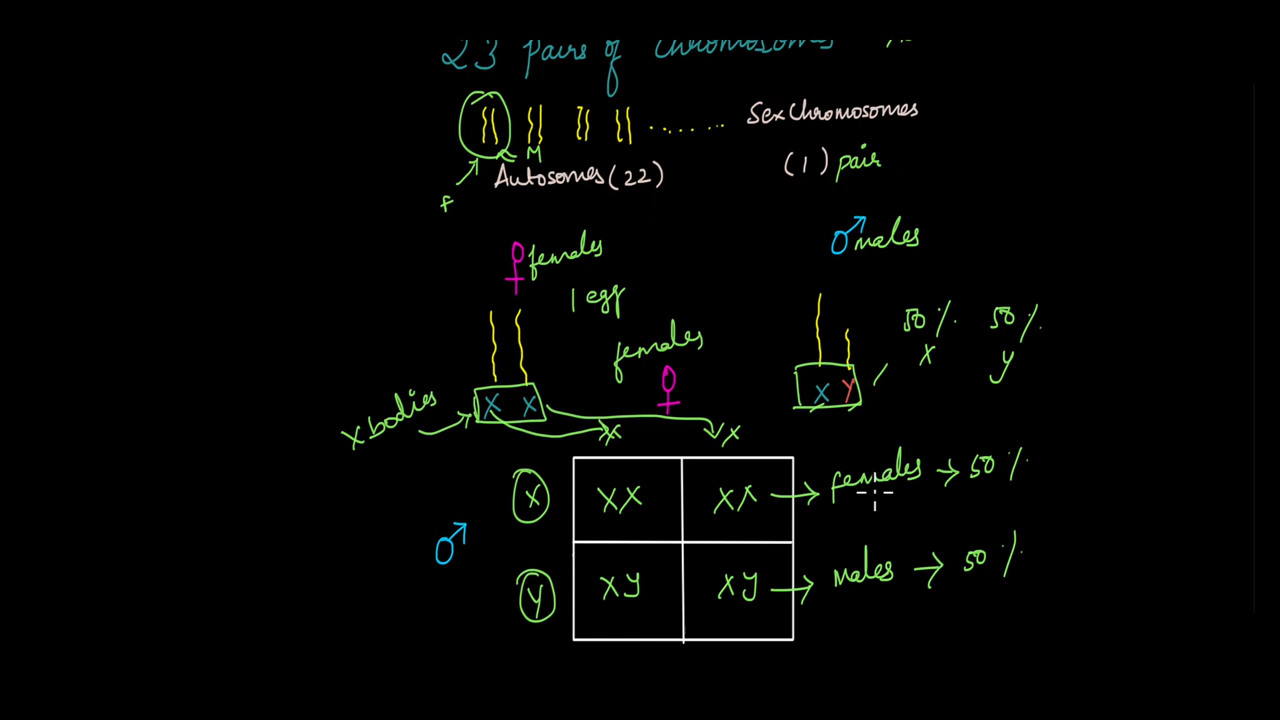 23 pairs of chromosomes
Sex Chromosomes
(1) pair
M
Autosomes (22)
F
♀ females
♂ males
1 egg
50 % 50 %
X Y
females
♀
X X
X Y
X bodies
X X
X XX XX → females → 50 %
♂
Y XY XY → Males → 50 %